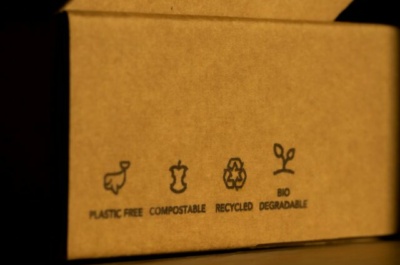 PLASTIC FREE
COMPOSTABLE
RECYCLED
BIO
DEGRADABLE